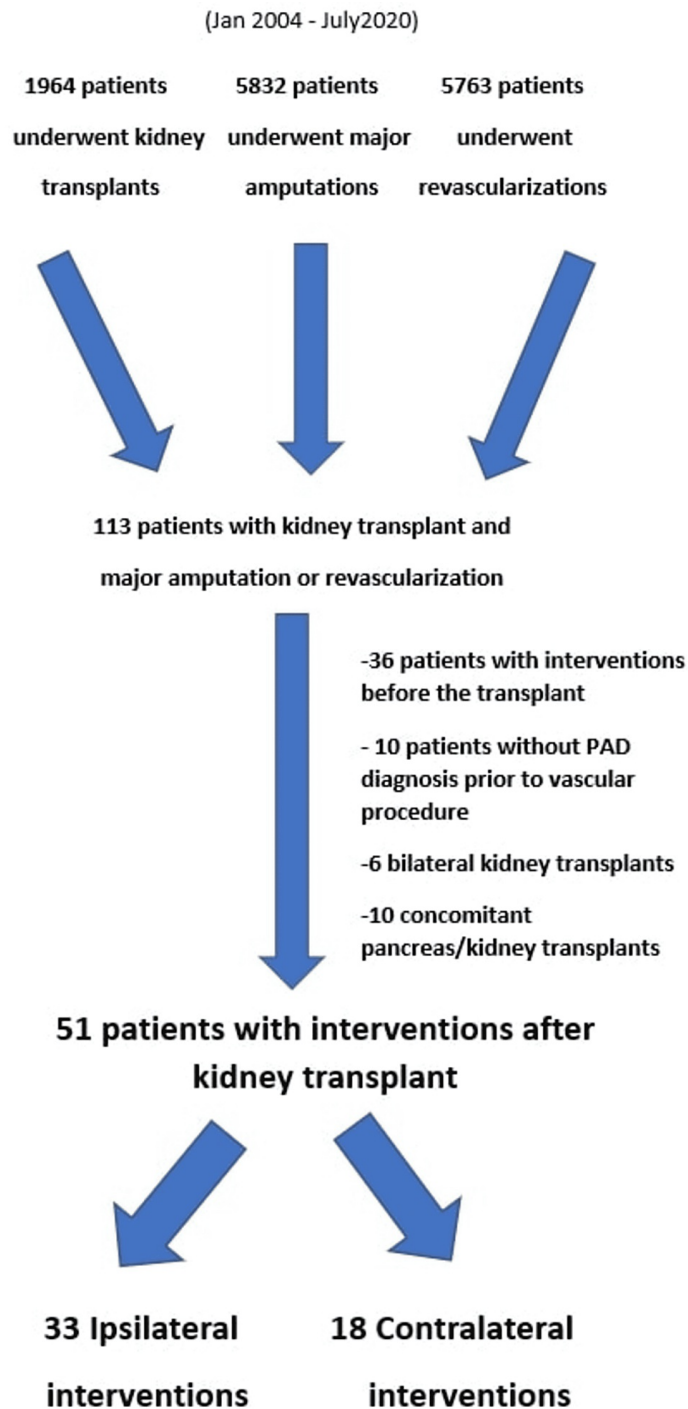 (Jan 2004 - July2020)
1964 patients
underwent kidney
transplants
5832 patients
underwent major
amputations
5763 patients
underwent
revascularizations
113 patients with kidney transplant and
major amputation or revascularization
-36 patients with interventions
before the transplant
- 10 patients without PAD
diagnosis prior to vascular
procedure
-6 bilateral kidney transplants
-10 concomitant
pancreas/kidney transplants
51 patients with interventions after
kidney transplant
33 Ipsilateral
interventions
18 Contralateral
interventions